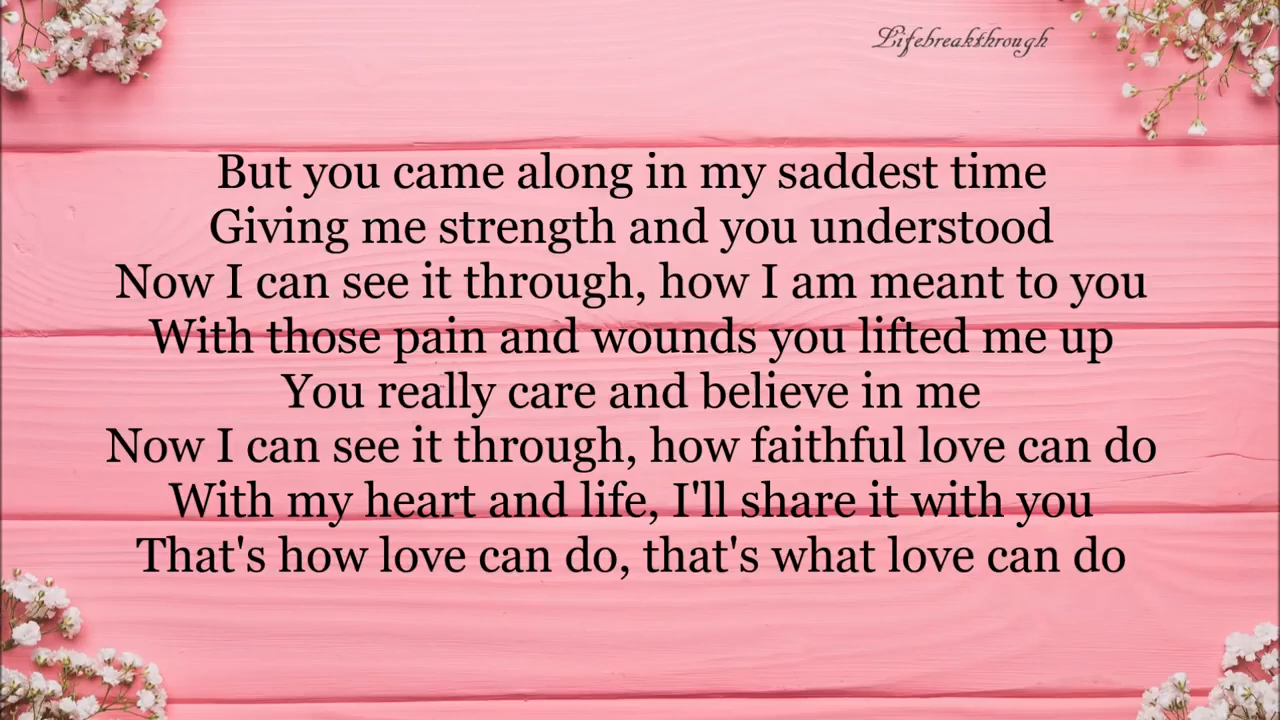 Lifebreakthrough
But you came along in my saddest time
Giving me strength and you understood
Now I can see it through, how I am meant to you
With those pain and wounds you lifted me up
You really care and believe in me
Now I can see it through, how faithful love can do
With my heart and life, I'll share it with you
That's how love can do, that's what love can do